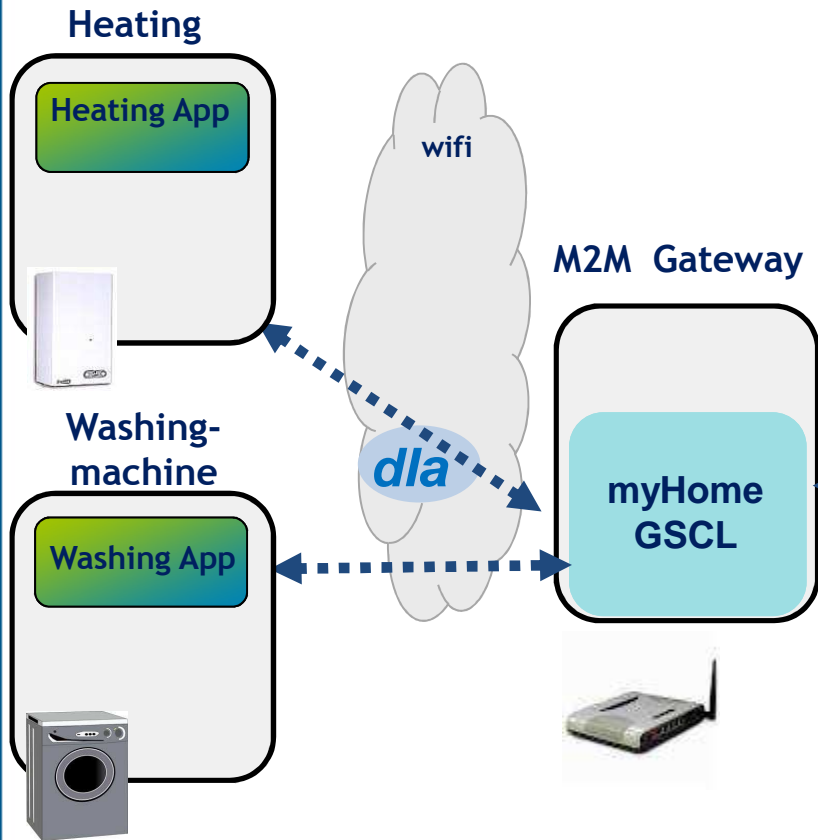 Heating
Heating App
wifi
M2M Gateway
Washing-
machine
dla
myHome
GSCL
Washing App